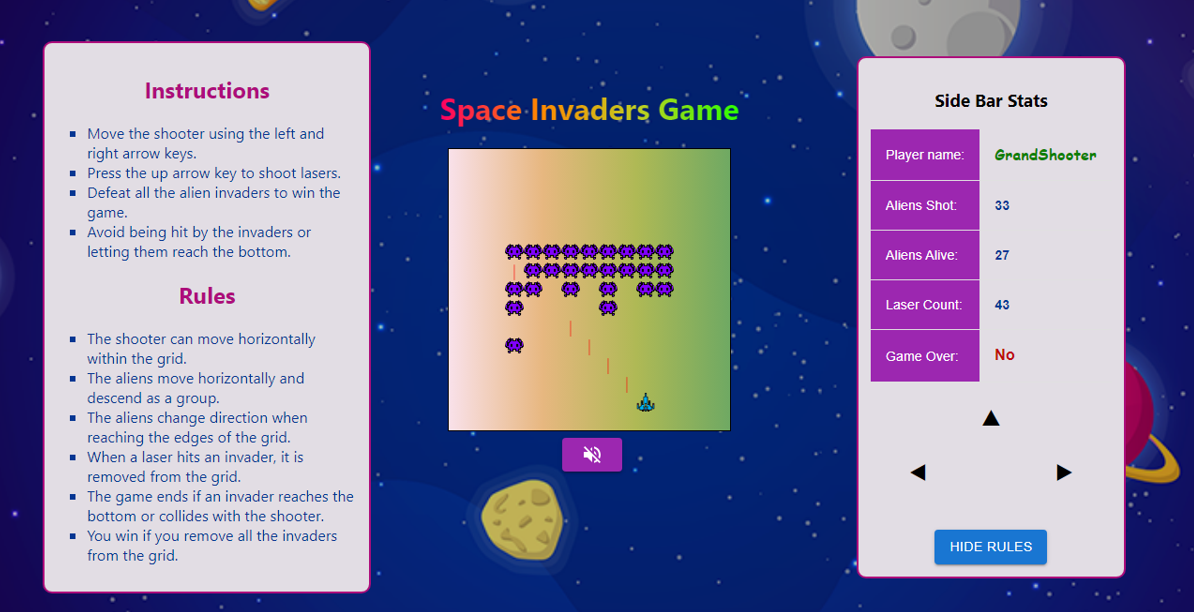 Instructions
Move the shooter using the left and
right arrow keys.
Press the up arrow key to shoot lasers.
Defeat all the alien invaders to win the
game.
Avoid being hit by the invaders or
letting them reach the bottom.
Rules
The shooter can move horizontally
within the grid.
The aliens move horizontally and
descend as a group.
The aliens change direction when
reaching the edges of the grid.
When a laser hits an invader, it is
removed from the grid.
The game ends if an invader reaches the
bottom or collides with the shooter.
You win if you remove all the invaders
from the grid.
Space Invaders Game
Side Bar Stats
Player name: GrandShooter
Aliens Shot: 33
Aliens Alive: 27
Laser Count: 43
Game Over: No
HIDE RULES